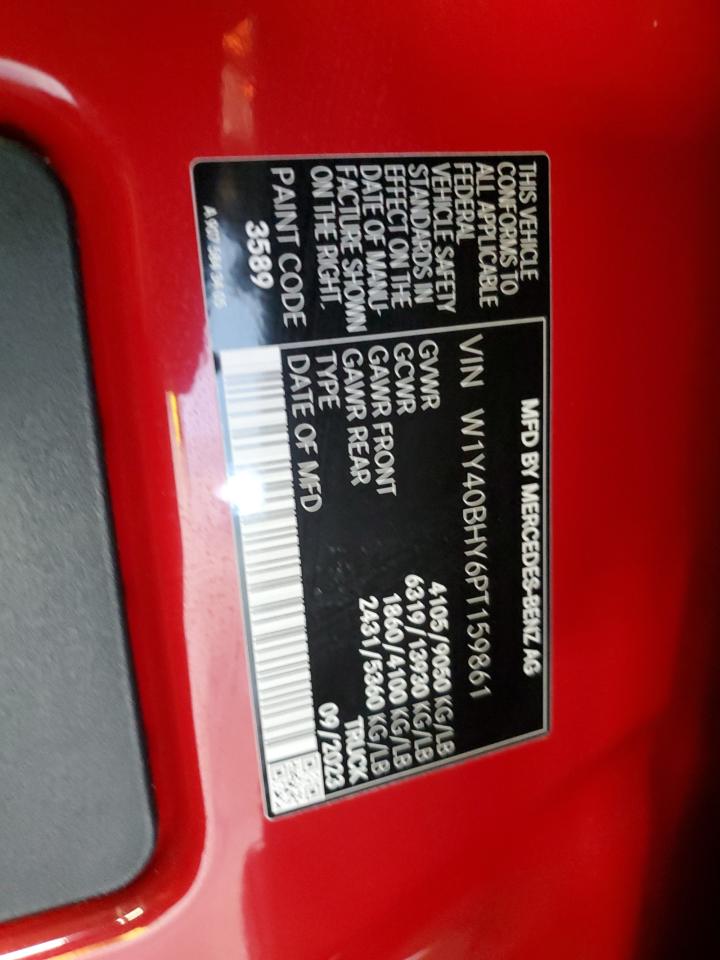 THIS VEHICLE
CONFORMS TO
ALL APPLICABLE
FEDERAL
VEHICLE SAFETY
STANDARDS IN
EFFECT ON THE
DATE OF MANU-
FACTURE SHOWN
ON THE RIGHT.
PAINT CODE
3589
MFD BY MERCEDES-BENZ AG
VIN W1Y40BHY6PT159861
GVWR 4105/9050 KG/LB
GCWR 6319/13930 KG/LB
GAWR FRONT 1860/4100 KG/LB
GAWR REAR 2431/5360 KG/LB
TYPE TRUCK
DATE OF MFD 09/2023